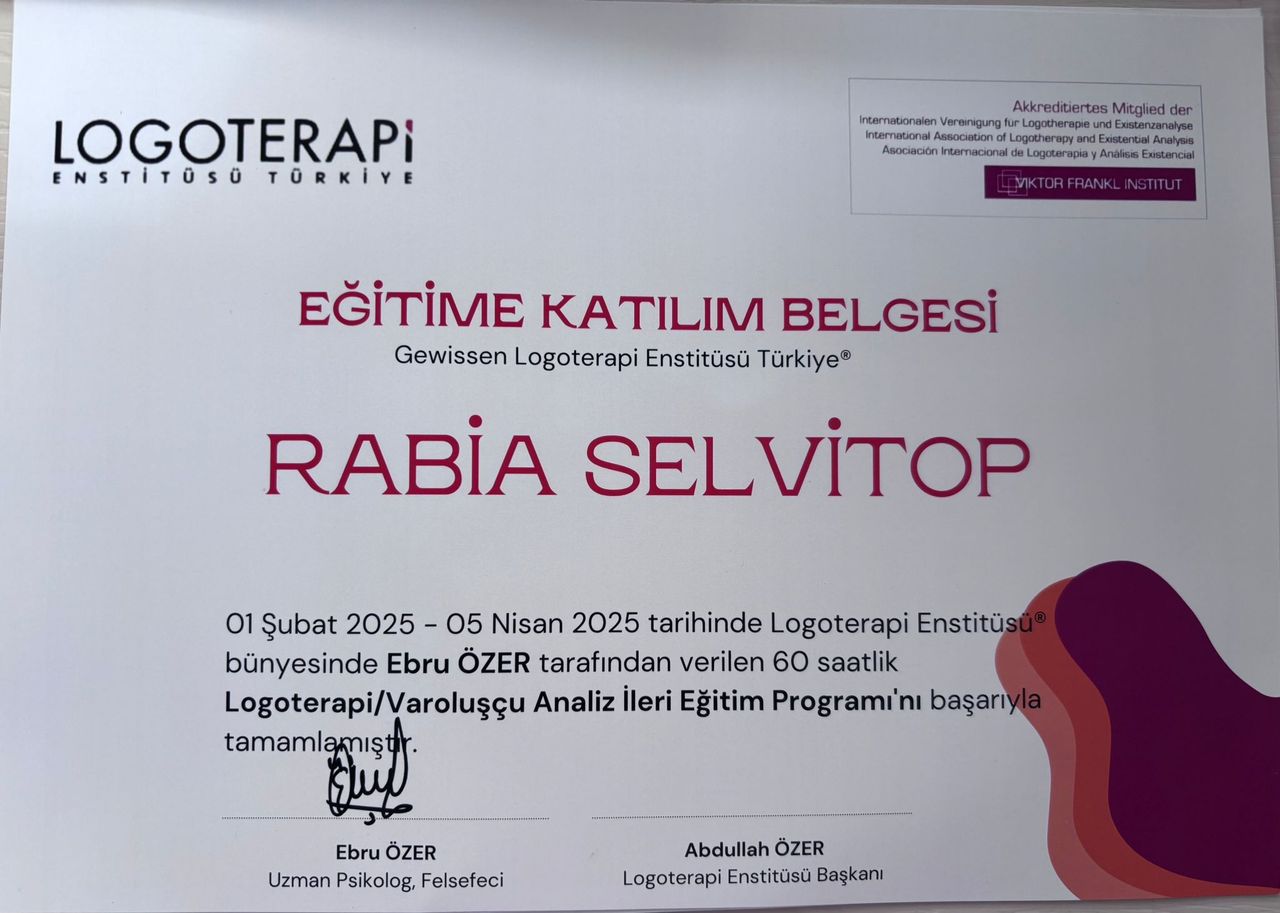 LOGOTERAPİ
ENSTİTÜSÜ TÜRKİYE
Akkreditiertes Mitglied der
Internationalen Vereinigung für Logotherapie und Existenzanalyse
International Association of Logotherapy and Existential Analysis
Asociación Internacional de Logoterapia y Análisis Existencial
VIKTOR FRANKL INSTITUT
EĞİTİME KATILIM BELGESİ
Gewissen Logoterapi Enstitüsü Türkiye®
RABİA SELVİTOP
01 Şubat 2025 - 05 Nisan 2025 tarihinde Logoterapi Enstitüsü®
bünyesinde Ebru ÖZER tarafından verilen 60 saatlik
Logoterapi/Varoluşçu Analiz İleri Eğitim Programı'nı başarıyla
tamamlamıştır.
Ebru ÖZER
Uzman Psikolog, Felsefeci
Abdullah ÖZER
Logoterapi Enstitüsü Başkanı